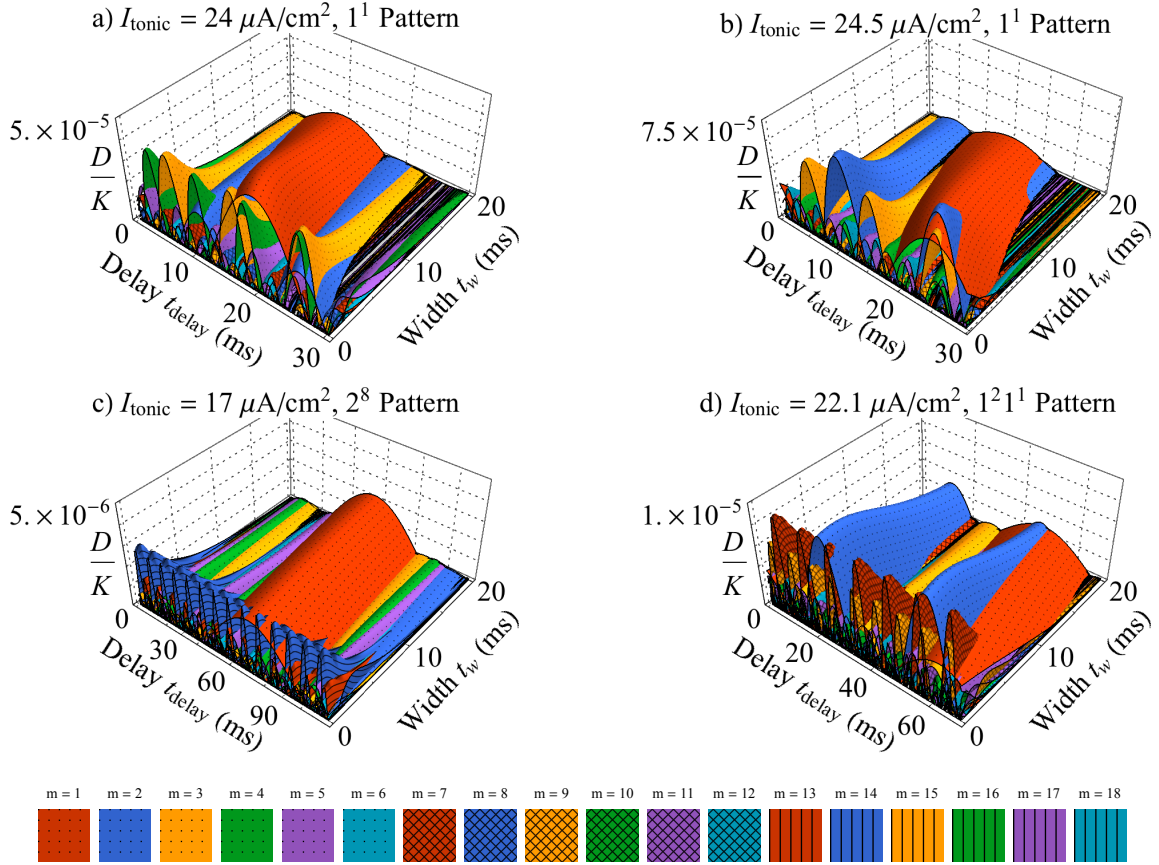 a) I_tonic = 24 μA/cm², 1¹ Pattern
5. × 10⁻⁵
D
K
0
10
20
30
Delay t_delay (ms)
0
10
20
Width t_w (ms)
b) I_tonic = 24.5 μA/cm², 1¹ Pattern
7.5 × 10⁻⁵
D
K
0
10
20
30
Delay t_delay (ms)
0
10
20
Width t_w (ms)
c) I_tonic = 17 μA/cm², 2⁸ Pattern
5. × 10⁻⁶
D
K
0
30
60
90
Delay t_delay (ms)
0
10
20
Width t_w (ms)
d) I_tonic = 22.1 μA/cm², 1²1¹ Pattern
1. × 10⁻⁵
D
K
0
20
40
60
Delay t_delay (ms)
0
10
20
Width t_w (ms)
m = 1 m = 2 m = 3 m = 4 m = 5 m = 6 m = 7 m = 8 m = 9 m = 10 m = 11 m = 12 m = 13 m = 14 m = 15 m = 16 m = 17 m = 18